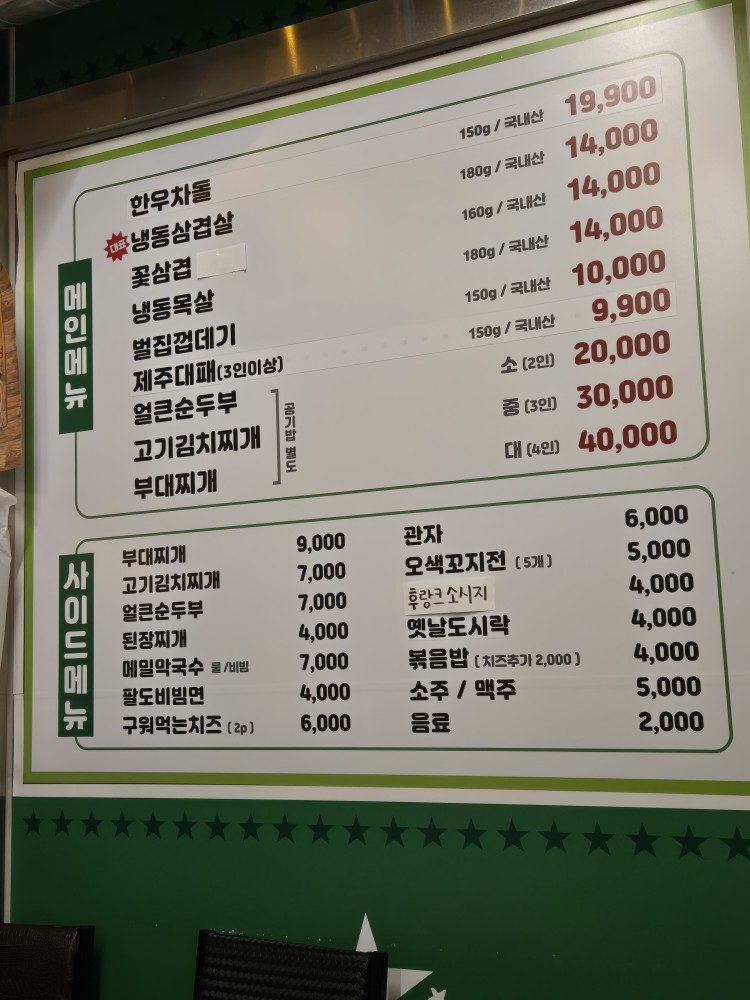 메인메뉴
한우차돌 150g / 국내산 19,900
대표 냉동삼겹살 180g / 국내산 14,000
꽃삼겹 160g / 국내산 14,000
냉동목살 180g / 국내산 14,000
벌집껍데기 150g / 국내산 10,000
제주대패(3인이상) 150g / 국내산 9,900
얼큰순두부 소 (2인) 20,000
고기김치찌개 중 (3인) 30,000
부대찌개 대 (4인) 40,000
공기밥 별도
사이드메뉴
부대찌개 9,000
고기김치찌개 7,000
얼큰순두부 7,000
된장찌개 4,000
메밀막국수 물/비빔 7,000
팔도비빔면 4,000
구워먹는치즈 (2p) 6,000
관자 6,000
오색꼬지전 (5개) 5,000
후랑크소시지 4,000
옛날도시락 4,000
볶음밥 (치즈추가 2,000) 4,000
소주 / 맥주 5,000
음료 2,000